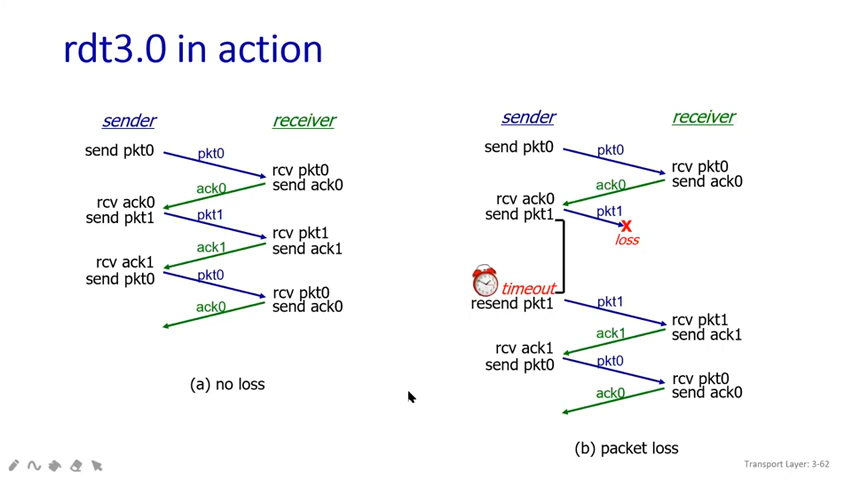 rdt3.0 in action
sender
receiver
send pkt0
pkt0
rcv pkt0
send ack0
ack0
rcv ack0
send pkt1
pkt1
rcv pkt1
send ack1
ack1
rcv ack1
send pkt0
pkt0
rcv pkt0
send ack0
ack0
(a) no loss
sender
receiver
send pkt0
pkt0
rcv pkt0
send ack0
ack0
rcv ack0
send pkt1
pkt1
X
loss
timeout
resend pkt1
pkt1
rcv pkt1
send ack1
ack1
rcv ack1
send pkt0
pkt0
rcv pkt0
send ack0
ack0
(b) packet loss
Transport Layer: 3-62